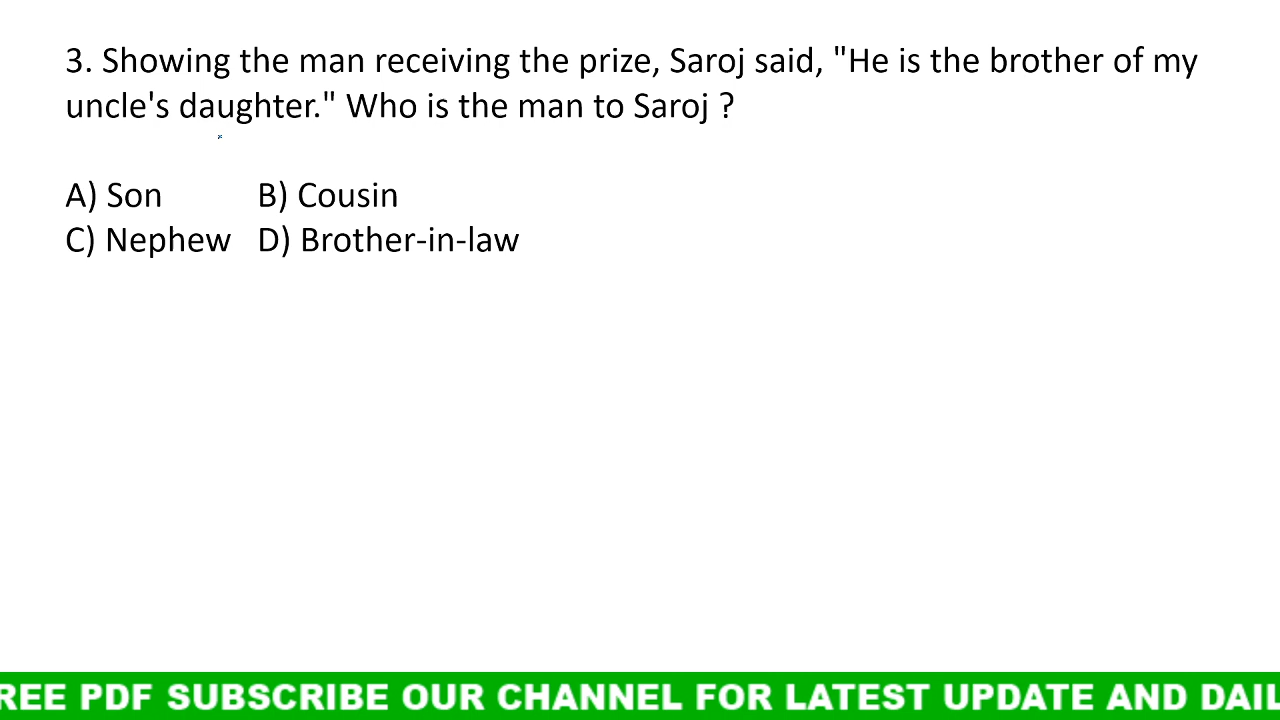 3. Showing the man receiving the prize, Saroj said, "He is the brother of my
uncle's daughter." Who is the man to Saroj ?
A) Son B) Cousin
C) Nephew D) Brother-in-law
REE PDF SUBSCRIBE OUR CHANNEL FOR LATEST UPDATE AND DAIL